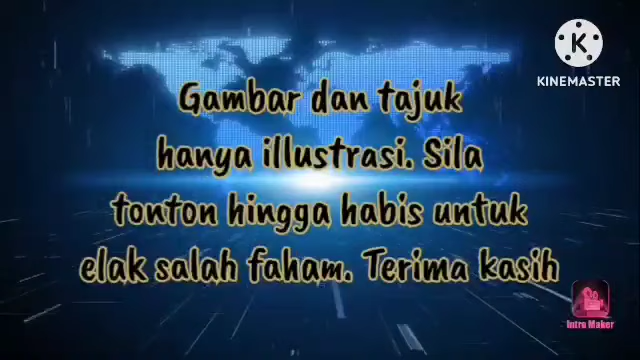 KINEMASTER
Gambar dan tajuk
hanya illustrasi. Sila
tonton hingga habis untuk
elak salah faham. Terima kasih
Intro Maker